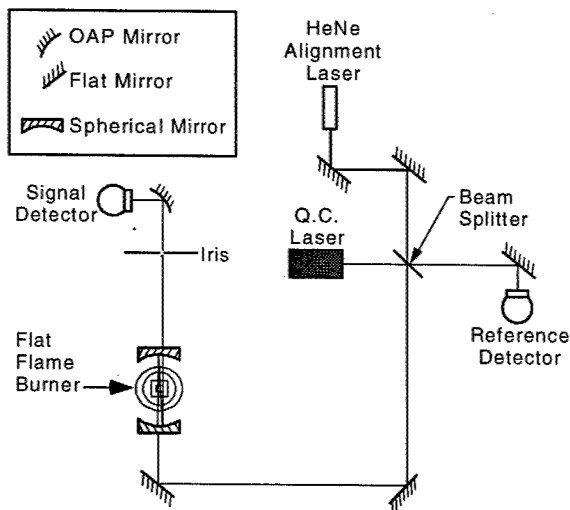 OAP Mirror
Flat Mirror
Spherical Mirror
HeNe
Alignment
Laser
Signal
Detector
Iris
Q.C.
Laser
Beam
Splitter
Reference
Detector
Flat
Flame
Burner